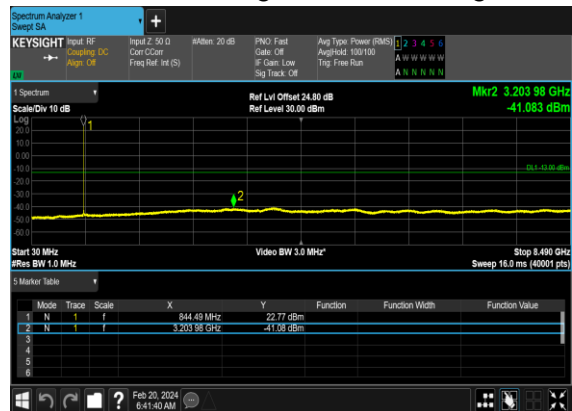 Spectrum Analyzer 1
Swept SA
KEYSIGHT Input: RF
Coupling: DC
Align: Off
Input Z: 50 Ω
Corr CCorr
Freq Ref: Int (S)
#Atten: 20 dB
PNO: Fast
Gate: Off
IF Gain: Low
Sig Track: Off
Avg Type: Power (RMS)
Avg|Hold: 100/100
Trig: Free Run
1 2 3 4 5 6
A W W W W W
A N N N N N
1 Spectrum
Scale/Div 10 dB
Ref Lvl Offset 24.80 dB
Ref Level 30.00 dBm
Mkr2 3.203 98 GHz
-41.083 dBm
Log
1
20.0
10.0
0.00
-10.0
DL1 -13.00 dBm
-20.0
-30.0
2
-40.0
-50.0
-60.0
Start 30 MHz
#Res BW 1.0 MHz
Video BW 3.0 MHz*
Stop 8.490 GHz
Sweep 16.0 ms (40001 pts)
5 Marker Table
Mode Trace Scale X Y Function Function Width Function Value
1 N 1 f 844.49 MHz 22.77 dBm
2 N 1 f 3.203 98 GHz -41.08 dBm
3
4
5
6
? Feb 20, 2024
6:41:40 AM